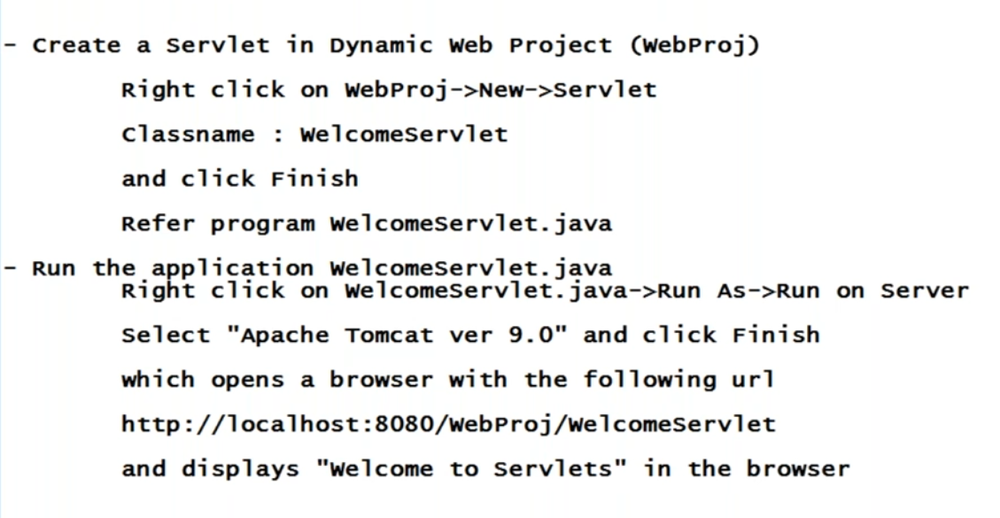 - Create a Servlet in Dynamic Web Project (WebProj)
Right click on WebProj->New->Servlet
Classname : WelcomeServlet
and click Finish
Refer program WelcomeServlet.java
- Run the application WelcomeServlet.java
Right click on WelcomeServlet.java->Run As->Run on Server
Select "Apache Tomcat ver 9.0" and click Finish
which opens a browser with the following url
http://localhost:8080/WebProj/WelcomeServlet
and displays "Welcome to Servlets" in the browser